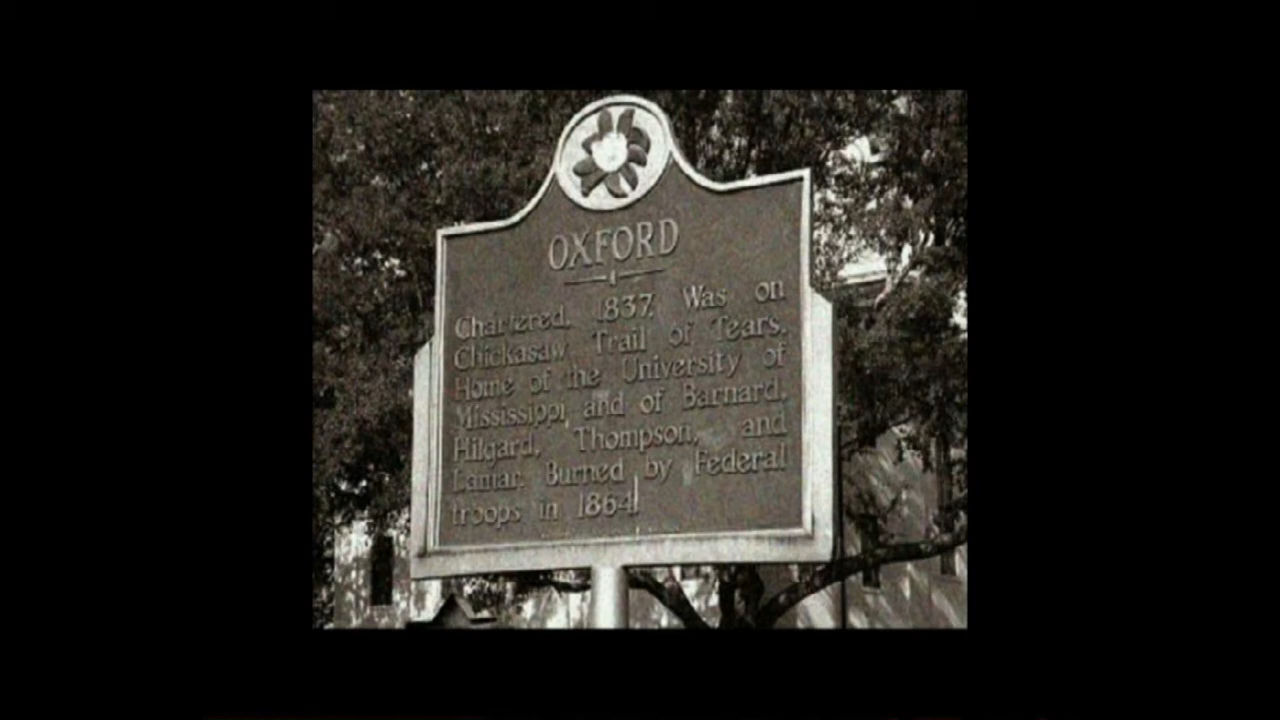 OXFORD
Chartered, 1837. Was on
Chickasaw Trail of Tears.
Home of the University of
Mississippi and of Barnard,
Hilgard, Thompson, and
Lamar. Burned by Federal
troops in 1864.